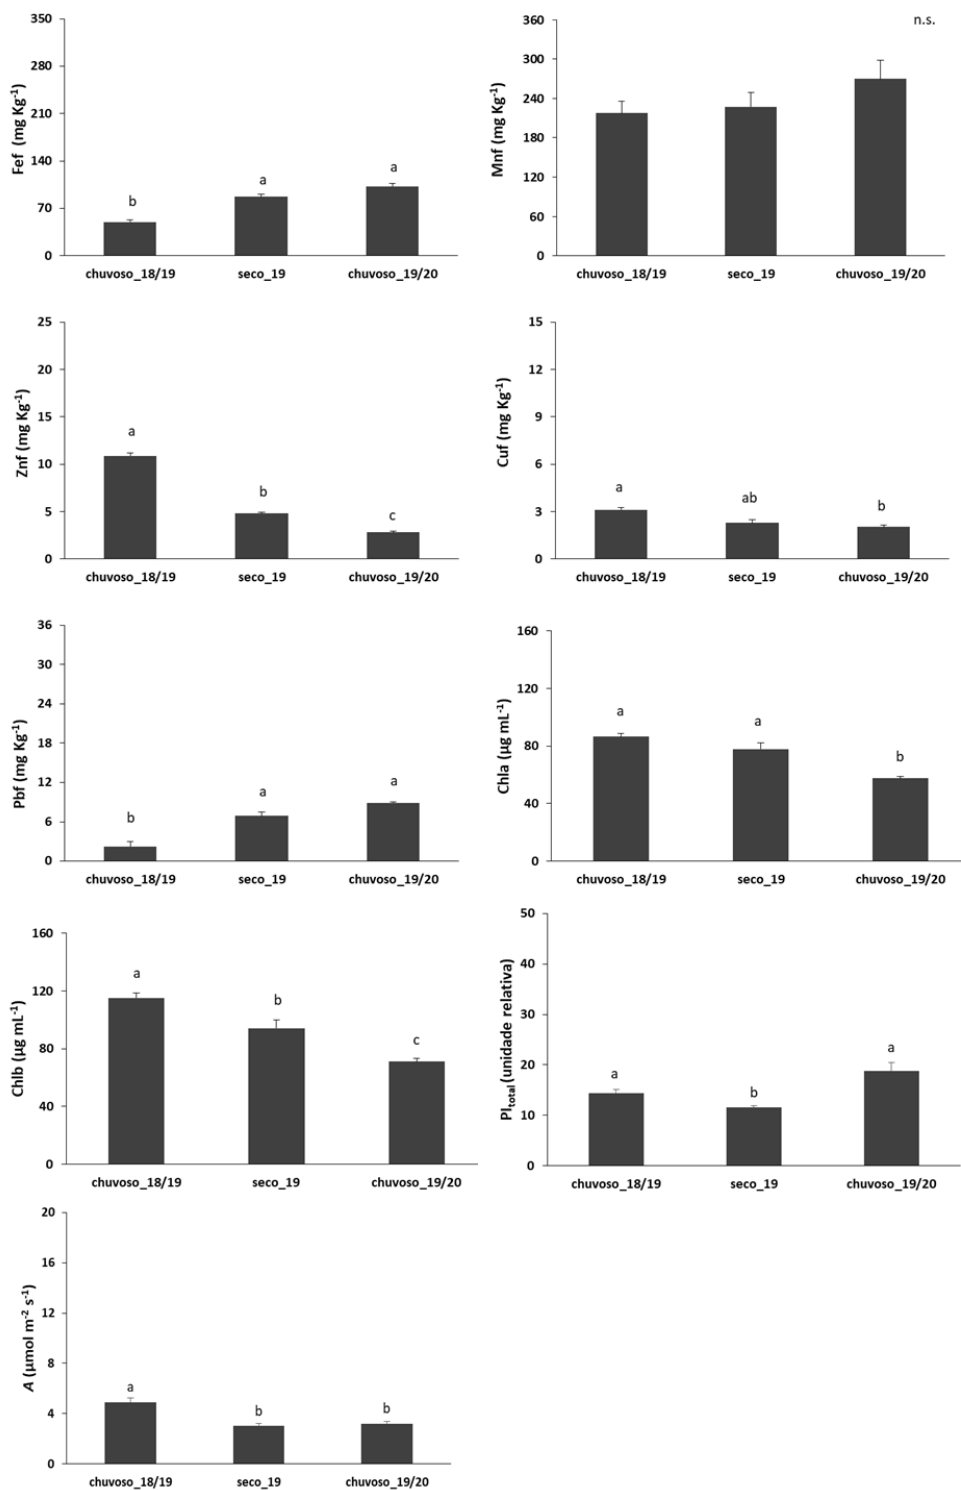 350
280
210
140
70
0
Fef (mg Kg⁻¹)
b
a
a
chuvoso_18/19 seco_19 chuvoso_19/20
360
300
240
180
120
60
0
Mnf (mg Kg⁻¹)
n.s.
chuvoso_18/19 seco_19 chuvoso_19/20
25
20
15
10
5
0
Znf (mg Kg⁻¹)
a
b
c
chuvoso_18/19 seco_19 chuvoso_19/20
15
12
9
6
3
0
Cuf (mg Kg⁻¹)
a
ab
b
chuvoso_18/19 seco_19 chuvoso_19/20
36
30
24
18
12
6
0
Pbf (mg Kg⁻¹)
b
a
a
chuvoso_18/19 seco_19 chuvoso_19/20
160
120
80
40
0
Chla (µg mL⁻¹)
a
a
b
chuvoso_18/19 seco_19 chuvoso_19/20
160
120
80
40
0
Chlb (µg mL⁻¹)
a
b
c
chuvoso_18/19 seco_19 chuvoso_19/20
50
40
30
20
10
0
PI_total (unidade relativa)
a
b
a
chuvoso_18/19 seco_19 chuvoso_19/20
20
16
12
8
4
0
A (µmol m⁻² s⁻¹)
a
b
b
chuvoso_18/19 seco_19 chuvoso_19/20